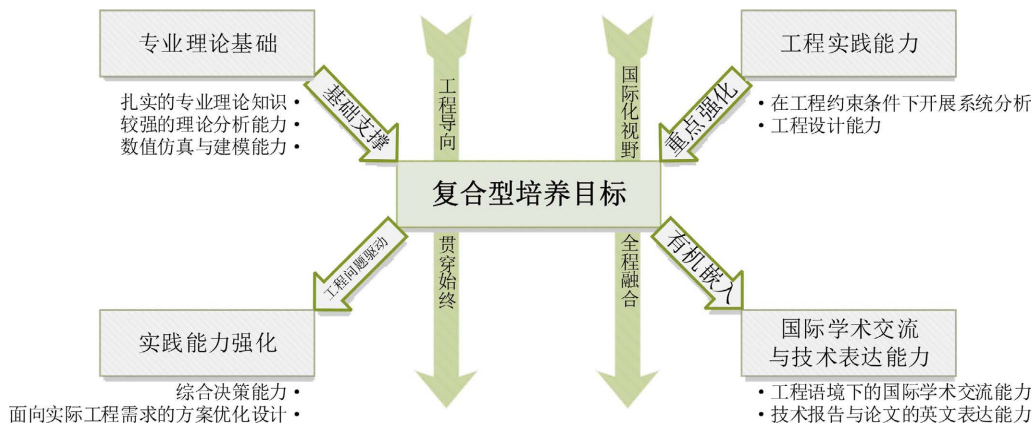 专业理论基础
扎实的专业理论知识•
较强的理论分析能力•
数值仿真与建模能力•
基础支撑
工程导向
国际化视野
工程实践能力
•在工程约束条件下开展系统分析
•工程设计能力
重点强化
复合型培养目标
工程问题驱动
贯穿始终
全程融合
有机嵌入
实践能力强化
综合决策能力•
面向实际工程需求的方案优化设计•
国际学术交流
与技术表达能力
•工程语境下的国际学术交流能力
•技术报告与论文的英文表达能力